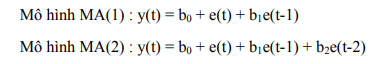 Mô hình MA(1) : y(t) = b₀ + e(t) + b₁e(t-1)
Mô hình MA(2) : y(t) = b₀ + e(t) + b₁e(t-1) + b₂e(t-2)